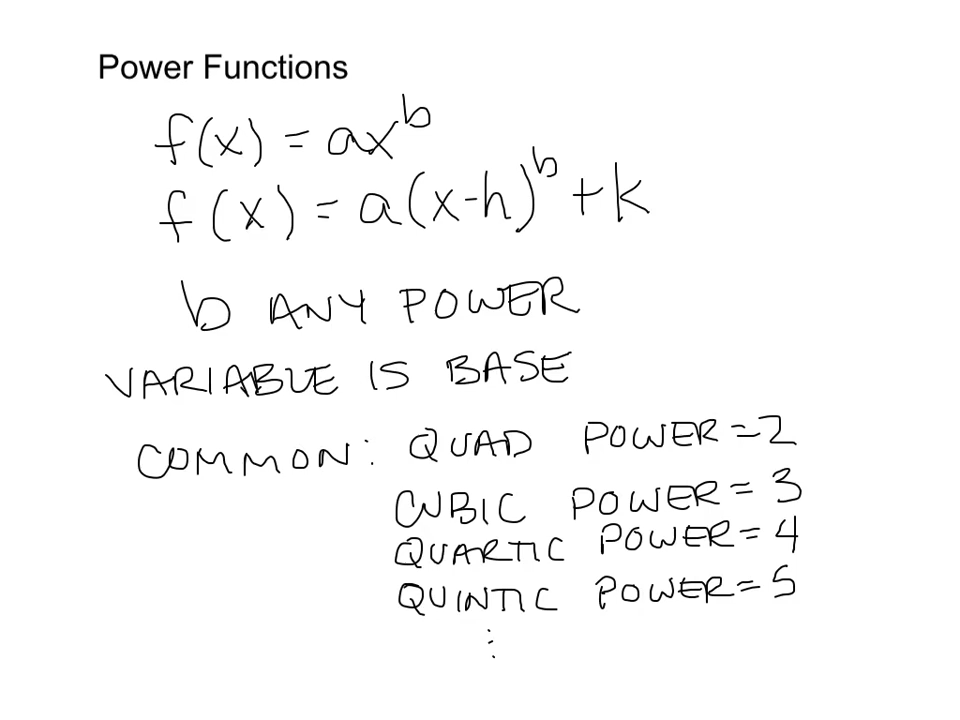 Power Functions
f(x) = ax^b
f(x) = a(x-h)^b + k
b ANY POWER
VARIABLE IS BASE
COMMON: QUAD POWER = 2
CUBIC POWER = 3
QUARTIC POWER = 4
QUINTIC POWER = 5
⋮